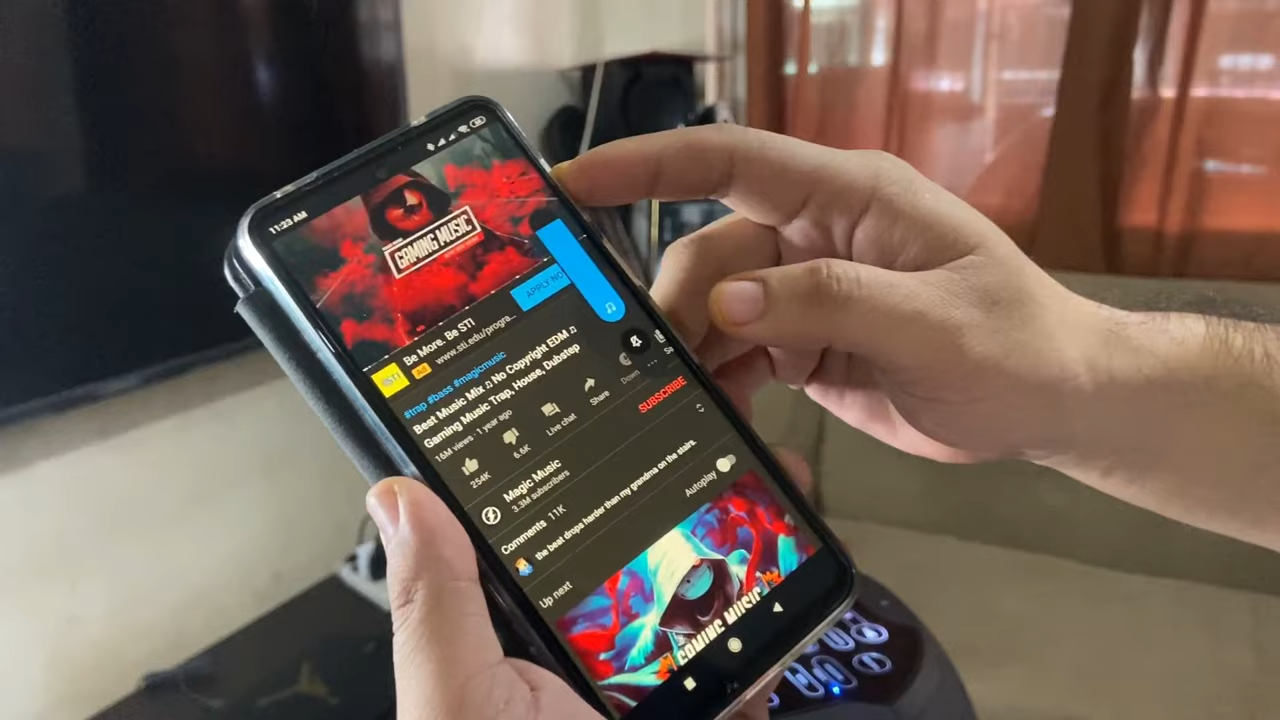 11:23 AM
GAMING MUSIC
APPLY NO
Be More. Be STI
Ad
www.sti.edu/progra...
STI
#trap #bass #magicmusic
Best Music Mix ♫ No Copyright EDM ♫
Gaming Music Trap, House, Dubstep
16M views · 1 year ago
254K
6.6K
Live chat
Share
Down
Sa
Magic Music
3.3M subscribers
SUBSCRIBE
Comments 11K
the beat drops harder than my grandma on the stairs.
Up next
Autoplay
GAMING MUSIC